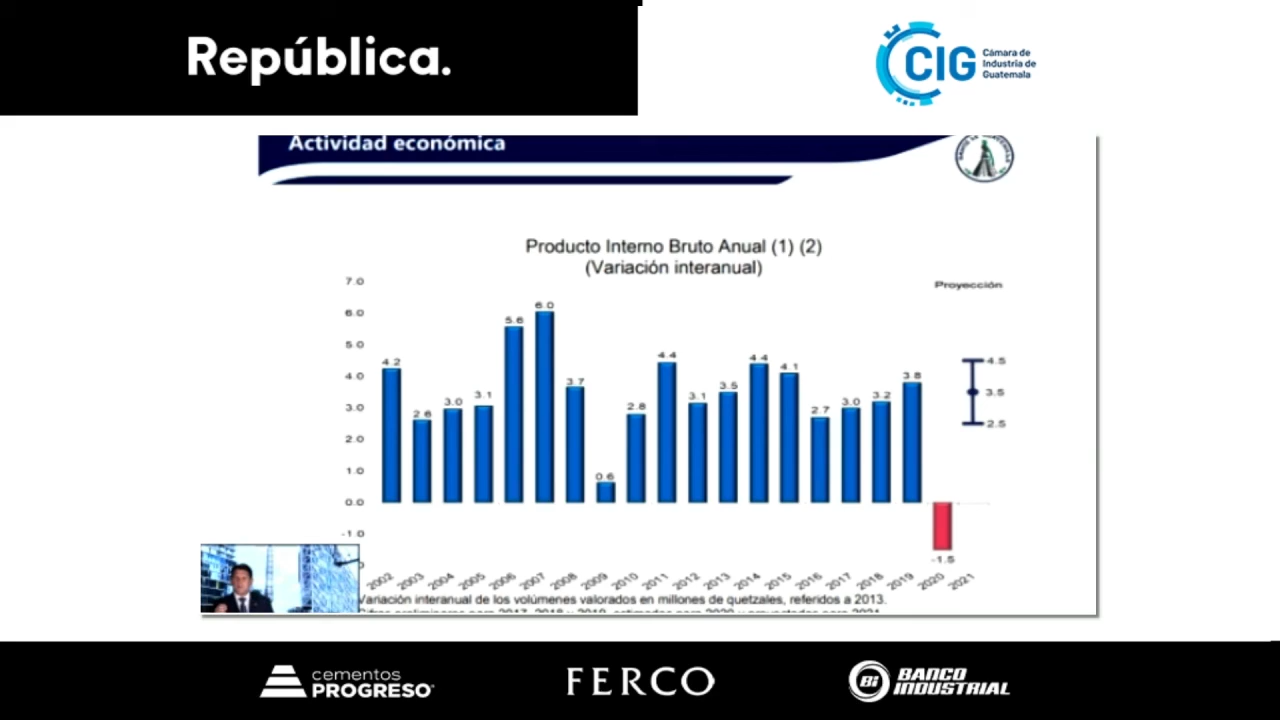 República.
CIG
Cámara de
Industria de
Guatemala
Actividad económica
Producto Interno Bruto Anual (1) (2)
(Variación interanual)
Proyección
7.0
6.0
5.0
4.0
3.0
2.0
1.0
0.0
-1.0
4.2
2.6
3.0
3.1
5.6
6.0
3.7
0.6
2.8
4.4
3.1
3.5
4.4
4.1
2.7
3.0
3.2
3.8
-1.5
4.5
3.5
2.5
2002 2003 2004 2005 2006 2007 2008 2009 2010 2011 2012 2013 2014 2015 2016 2017 2018 2019 2020 2021
Variación interanual de los volúmenes valorados en millones de quetzales, referidos a 2013.
cementos
PROGRESO
FERCO
Bi
BANCO
INDUSTRIAL